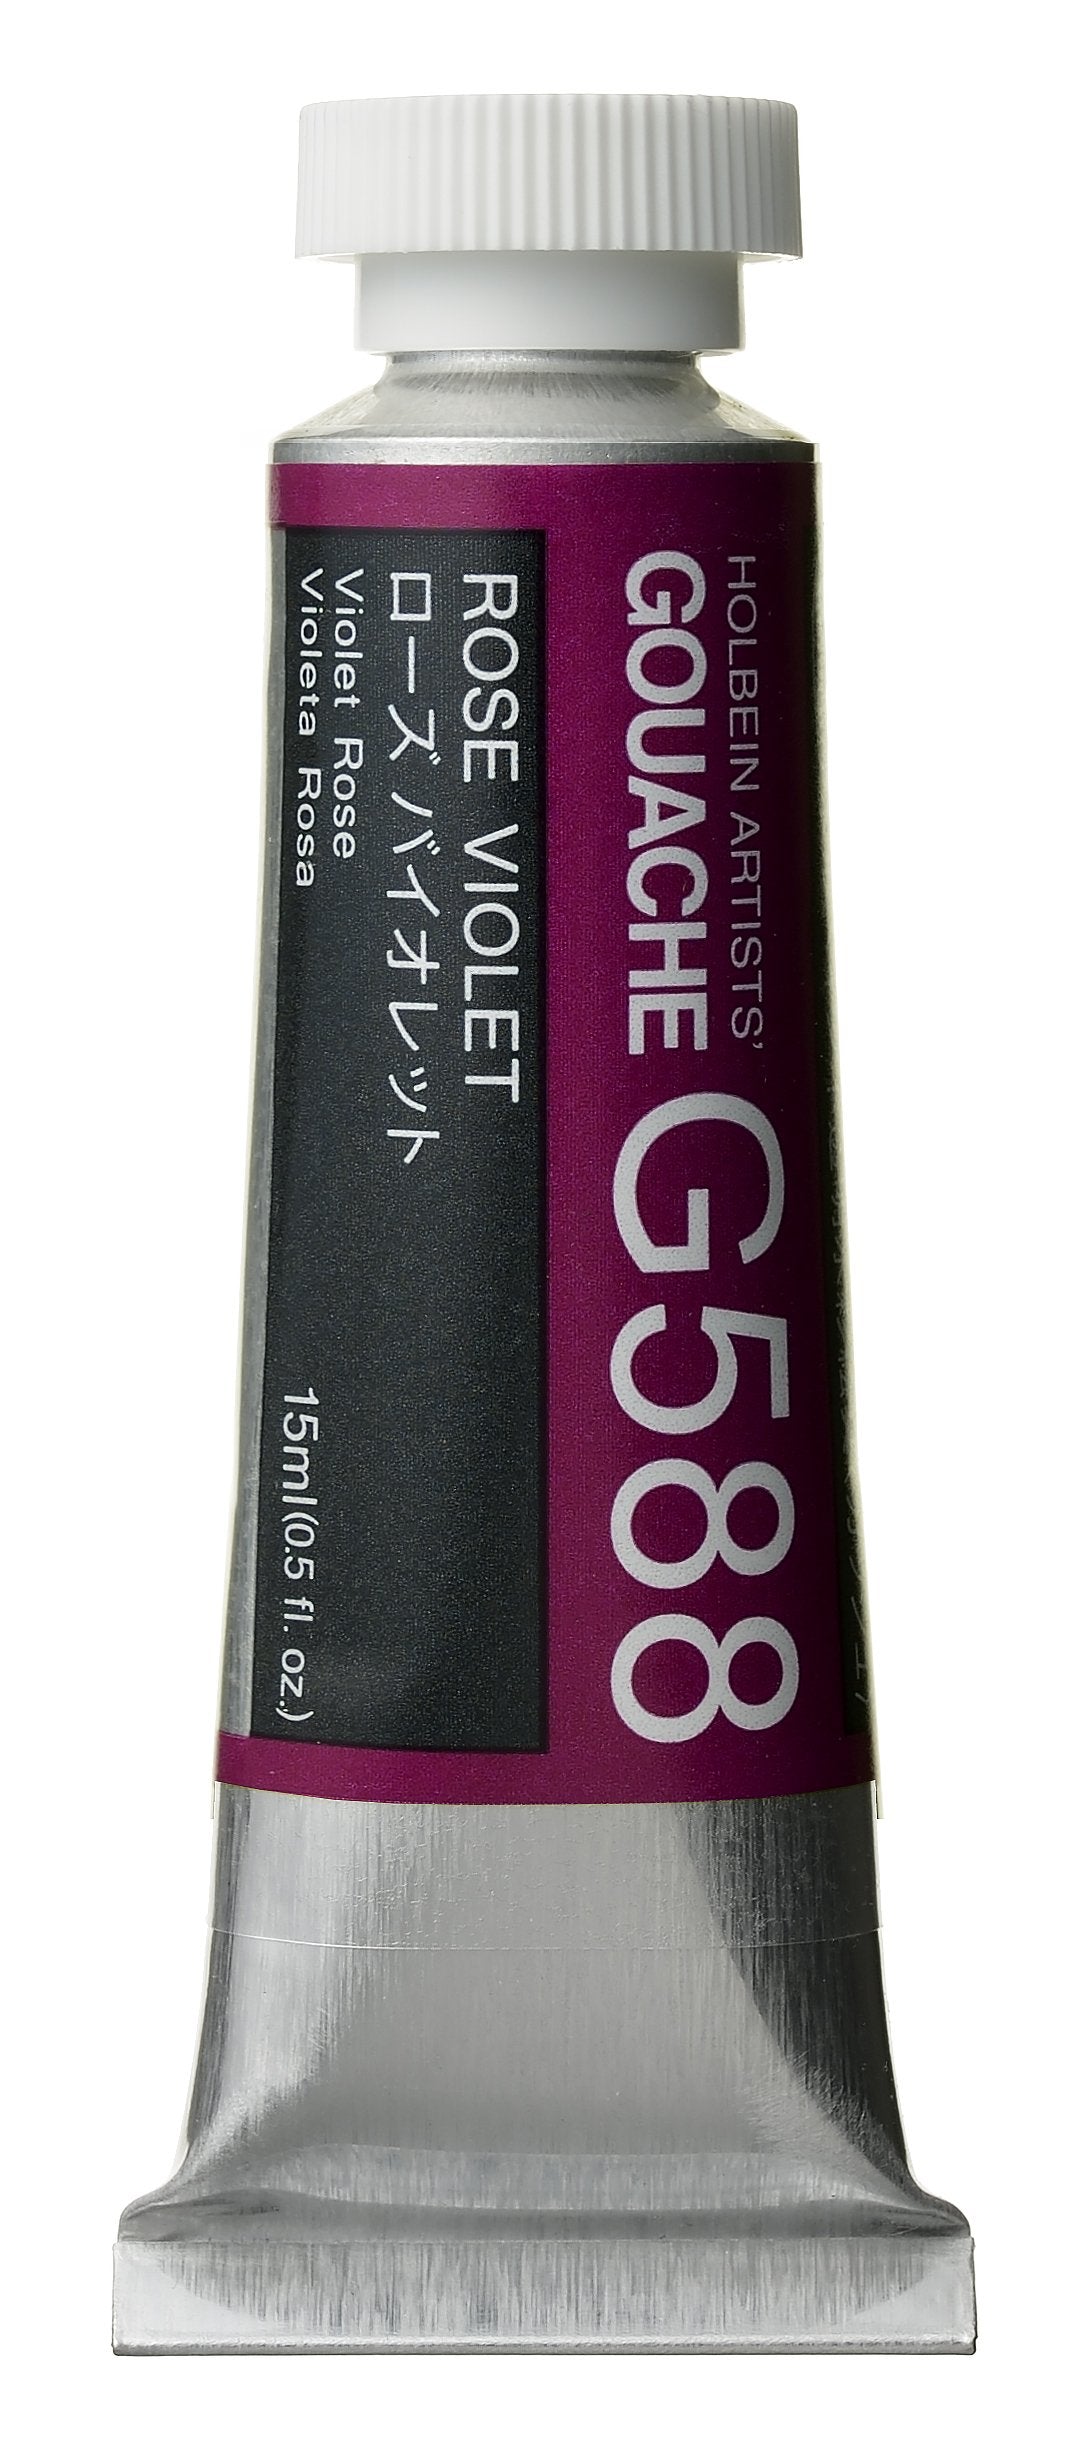 HOLBEIN ARTISTS'
GOUACHE G588
ROSE VIOLET
ローズバイオレット
Violet Rose
Violeta Rosa
15ml(0.5 fl. oz.)